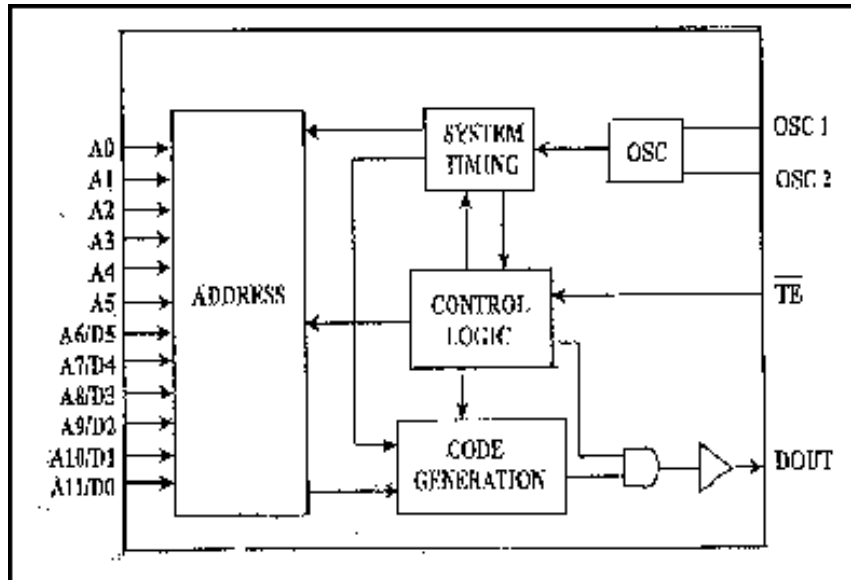 A0
A1
A2
A3
A4
A5
A6/D5
A7/D4
A8/D3
A9/D2
A10/D1
A11/D0
ADDRESS
SYSTEM
TIMING
OSC
OSC 1
OSC 2
CONTROL
LOGIC
TE
CODE
GENERATION
DOUT